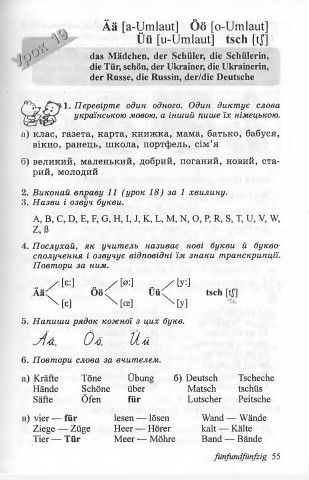 Урок 19
Ää [a-Umlaut] Öö [o-Umlaut]
Üü [u-Umlaut] tsch [tʃ]
das Mädchen, der Schüler, die Schülerin,
die Tür, schön, der Ukrainer, die Ukrainerin,
der Russe, die Russin, der/die Deutsche
1. Перевірте один одного. Один диктує слова
українською мовою, а інший пише їх німецькою.
а) клас, газета, карта, книжка, мама, батько, бабуся,
вікно, ранець, школа, портфель, сім'я
б) великий, маленький, добрий, поганий, новий, ста-
рий, молодий
2. Виконай вправу 11 (урок 18) за 1 хвилину.
3. Назви і озвуч букви.
A, B, C, D, E, F, G, H, I, J, K, L, M, N, O, P, R, S, T, U, V, W,
Z, ß
4. Послухай, як учитель називає нові букви й букво-
сполучення і озвучує відповідні їм знаки транскрипції.
Повтори за ним.
[ɛ:] [ø:] [y:]
Ää Öö Üü tsch [tʃ]
[ɛ] [œ] [y]
5. Напиши рядок кожної з цих букв.
Ää, Öö, Üü
6. Повтори слова за вчителем.
а) Kräfte Töne Übung б) Deutsch Tscheche
Hände Schöne über Matsch tschüs
Säfte Öfen für Lutscher Peitsche
в) vier — für lesen — lösen Wand — Wände
Ziege — Züge Heer — Hörer kalt — Kälte
Tier — Tür Meer — Möhre Band — Bände
fünfundfünfzig 55